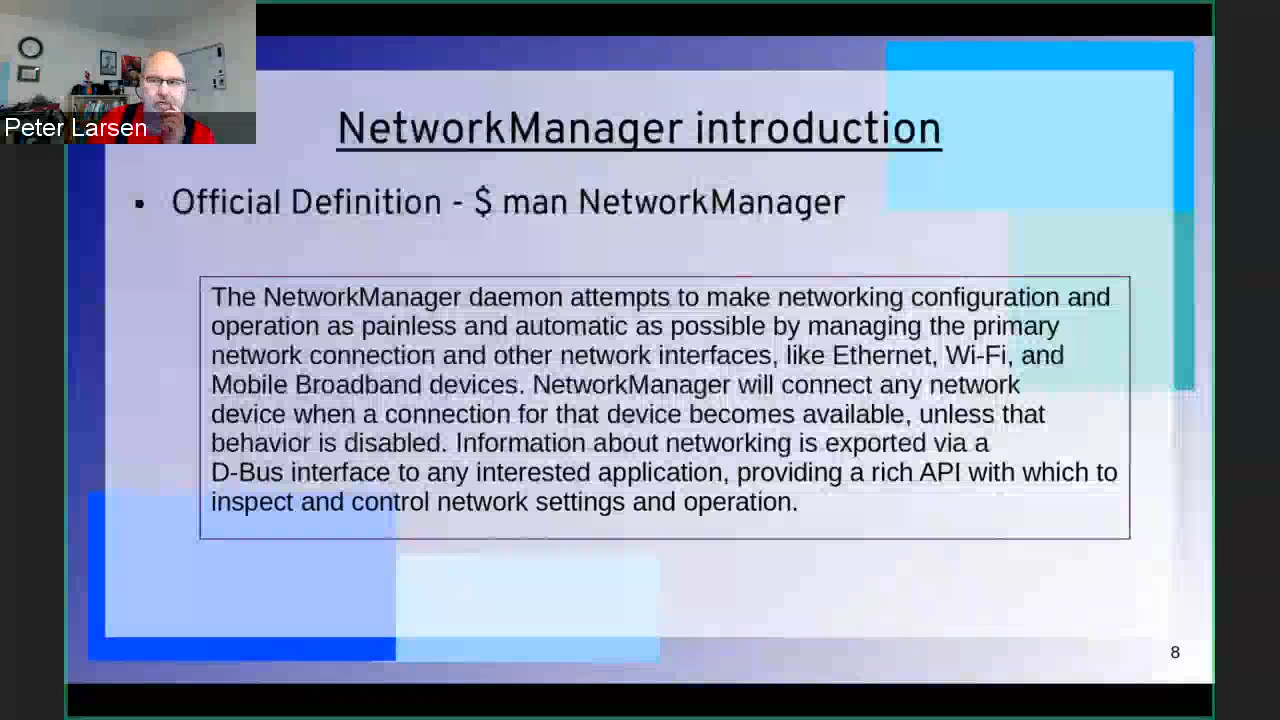 Peter Larsen
NetworkManager introduction
▪ Official Definition - $ man NetworkManager
The NetworkManager daemon attempts to make networking configuration and
operation as painless and automatic as possible by managing the primary
network connection and other network interfaces, like Ethernet, Wi-Fi, and
Mobile Broadband devices. NetworkManager will connect any network
device when a connection for that device becomes available, unless that
behavior is disabled. Information about networking is exported via a
D-Bus interface to any interested application, providing a rich API with which to
inspect and control network settings and operation.
8